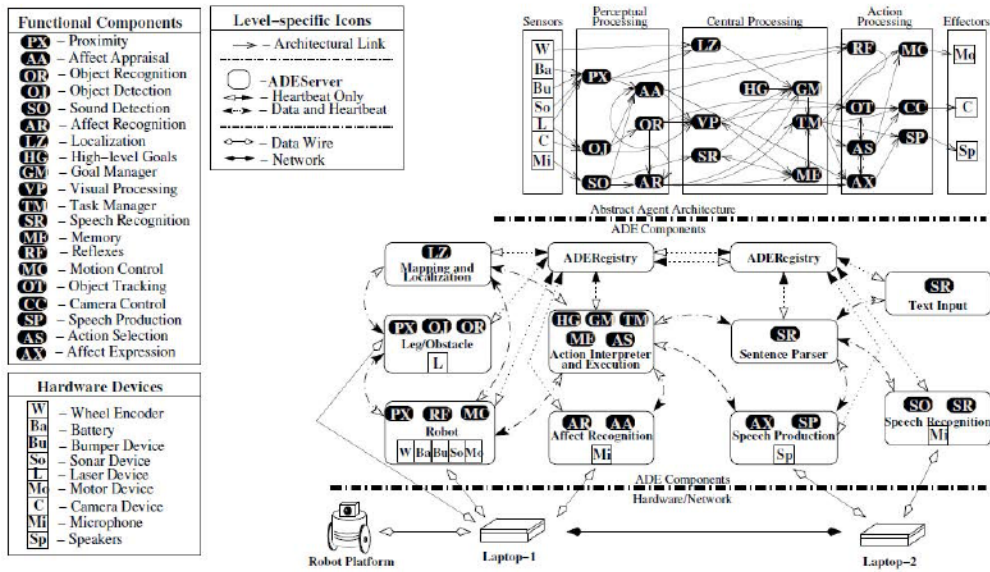 Functional Components
PX – Proximity
AA – Affect Appraisal
OR – Object Recognition
OJ – Object Detection
SO – Sound Detection
AR – Affect Recognition
LZ – Localization
HG – High-level Goals
GM – Goal Manager
VP – Visual Processing
TM – Task Manager
SR – Speech Recognition
ME – Memory
RF – Reflexes
MC – Motion Control
OT – Object Tracking
CC – Camera Control
SP – Speech Production
AS – Action Selection
AX – Affect Expression
Hardware Devices
W – Wheel Encoder
Ba – Battery
Bu – Bumper Device
So – Sonar Device
L – Laser Device
Mo – Motor Device
C – Camera Device
Mi – Microphone
Sp – Speakers
Level-specific Icons
– Architectural Link
– ADEServer
– Heartbeat Only
– Data and Heartbeat
– Data Wire
– Network
Sensors
Perceptual
Processing
Central Processing
Action
Processing
Effectors
W
Ba
Bu
So
L
C
Mi
PX
AA
OR
OJ
SO
AR
LZ
HG
GM
VP
TM
SR
ME
RF
MC
OT
CC
AS
SP
AX
Mo
C
Sp
Abstract Agent Architecture
ADE Components
LZ
Mapping and
Localization
ADERegistry
ADERegistry
SR
Text Input
PX OJ OR
Leg/Obstacle
L
HG GM TM
ME AS
Action Interpreter
and Execution
SR
Sentence Parser
PX RF MC
Robot
W Ba Bu So Mo
AR AA
Affect Recognition
Mi
AX SP
Speech Production
Sp
SO SR
Speech Recognition
Mi
ADE Components
Hardware/Network
Robot Platform
Laptop-1
Laptop-2